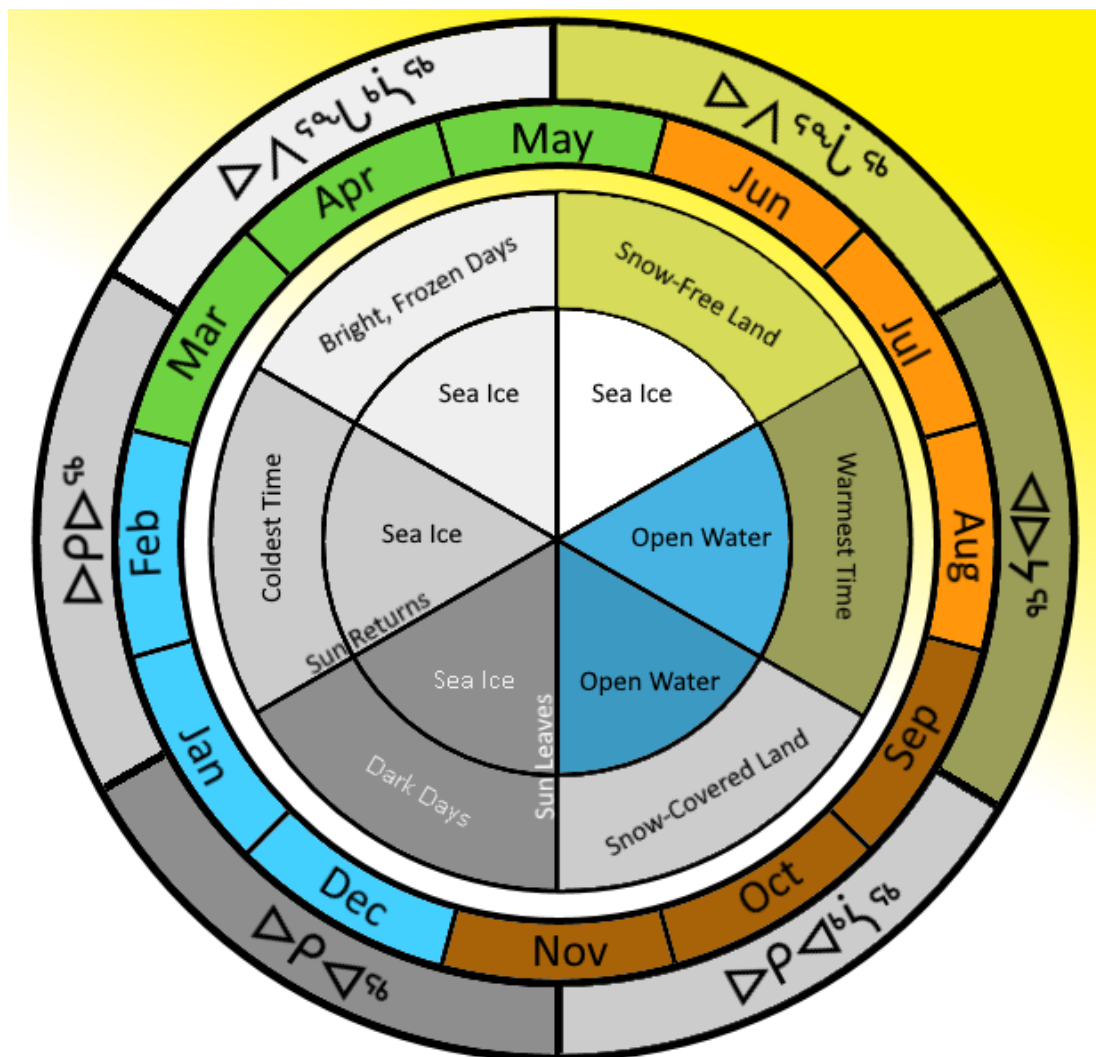 ᐅᐱᕐᖓᒃᓵᖅ
ᐅᐱᕐᖔᖅ
ᐊᐅᔭᖅ
ᐅᑭᐊᒃᓵᖅ
ᐅᑭᐊᖅ
ᐅᑭᐅᖅ
May
Jun
Jul
Aug
Sep
Oct
Nov
Dec
Jan
Feb
Mar
Apr
Bright, Frozen Days
Snow-Free Land
Warmest Time
Snow-Covered Land
Dark Days
Coldest Time
Sea Ice
Sea Ice
Open Water
Open Water
Sea Ice
Sea Ice
Sun Returns
Sun Leaves